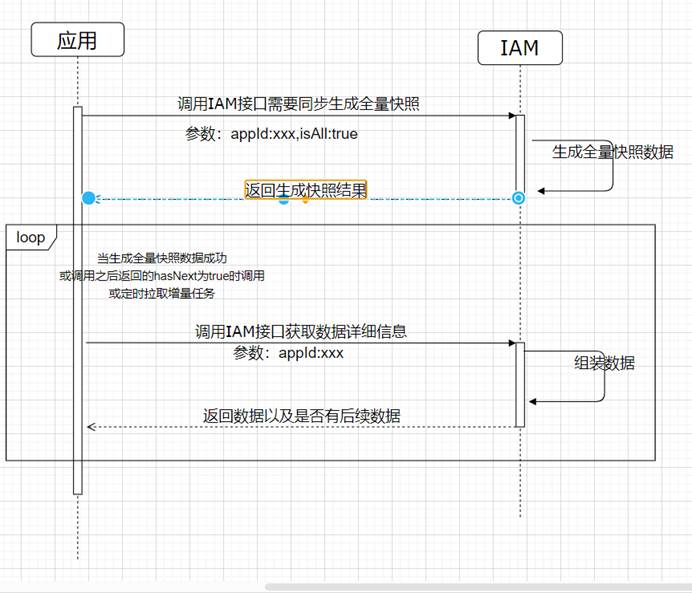 应用
IAM
调用IAM接口需要同步生成全量快照
参数：appId:xxx,isAll:true
生成全量快照数据
返回生成快照结果
loop
当生成全量快照数据成功
或调用之后返回的hasNext为true时调用
或定时拉取增量任务
调用IAM接口获取数据详细信息
参数：appId:xxx
组装数据
返回数据以及是否有后续数据